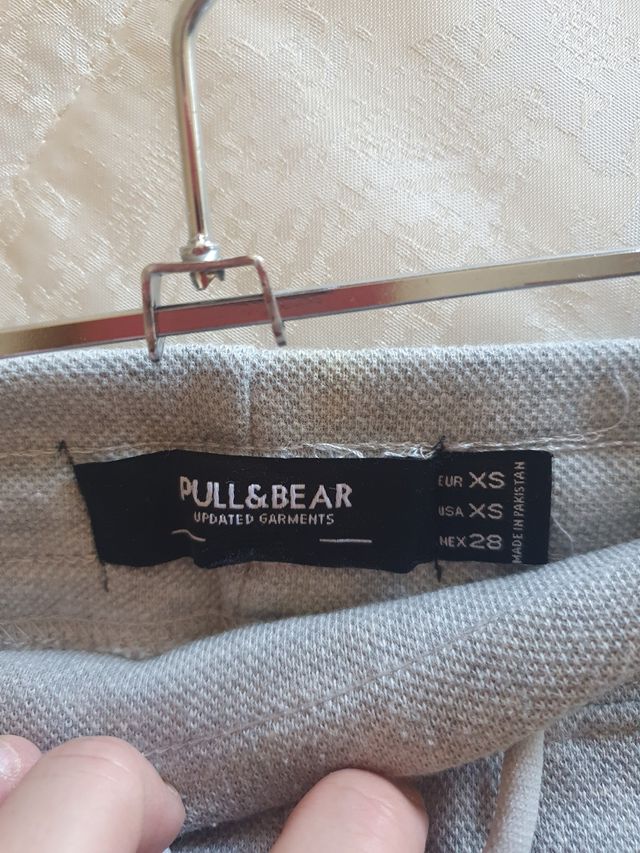 PULL&BEAR
UPDATED GARMENTS
EUR XS
USA XS
MEX 28
MADE IN PAKISTAN